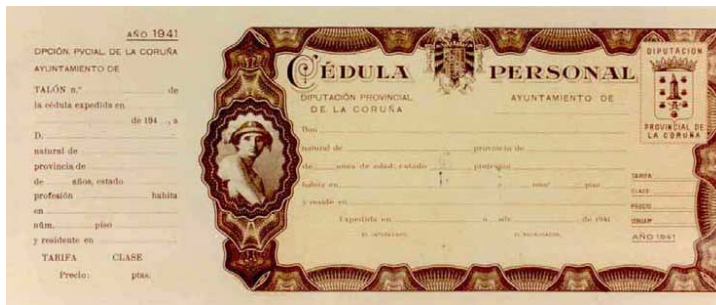 AÑO 1941
DPCIÓN. PVCIAL. DE LA CORUÑA
AYUNTAMIENTO DE
TALÓN n.º de
la cédula expedida en
de 194 , a
D.
natural de
provincia de
de años, estado
profesión habita
en
núm. piso
y residente en
TARIFA CLASE
Precio: ptas.
CÉDULA PERSONAL
DIPUTACIÓN PROVINCIAL
DE LA CORUÑA
AYUNTAMIENTO DE
Don
natural de provincia de
de años de edad, estado profesión
habita en núm. piso
y reside en
Expedida en a de de 1941
DIPUTACION
PROVINCIAL DE
LA CORUÑA
TARIFA
CLASE
PRECIO
AÑO 1941